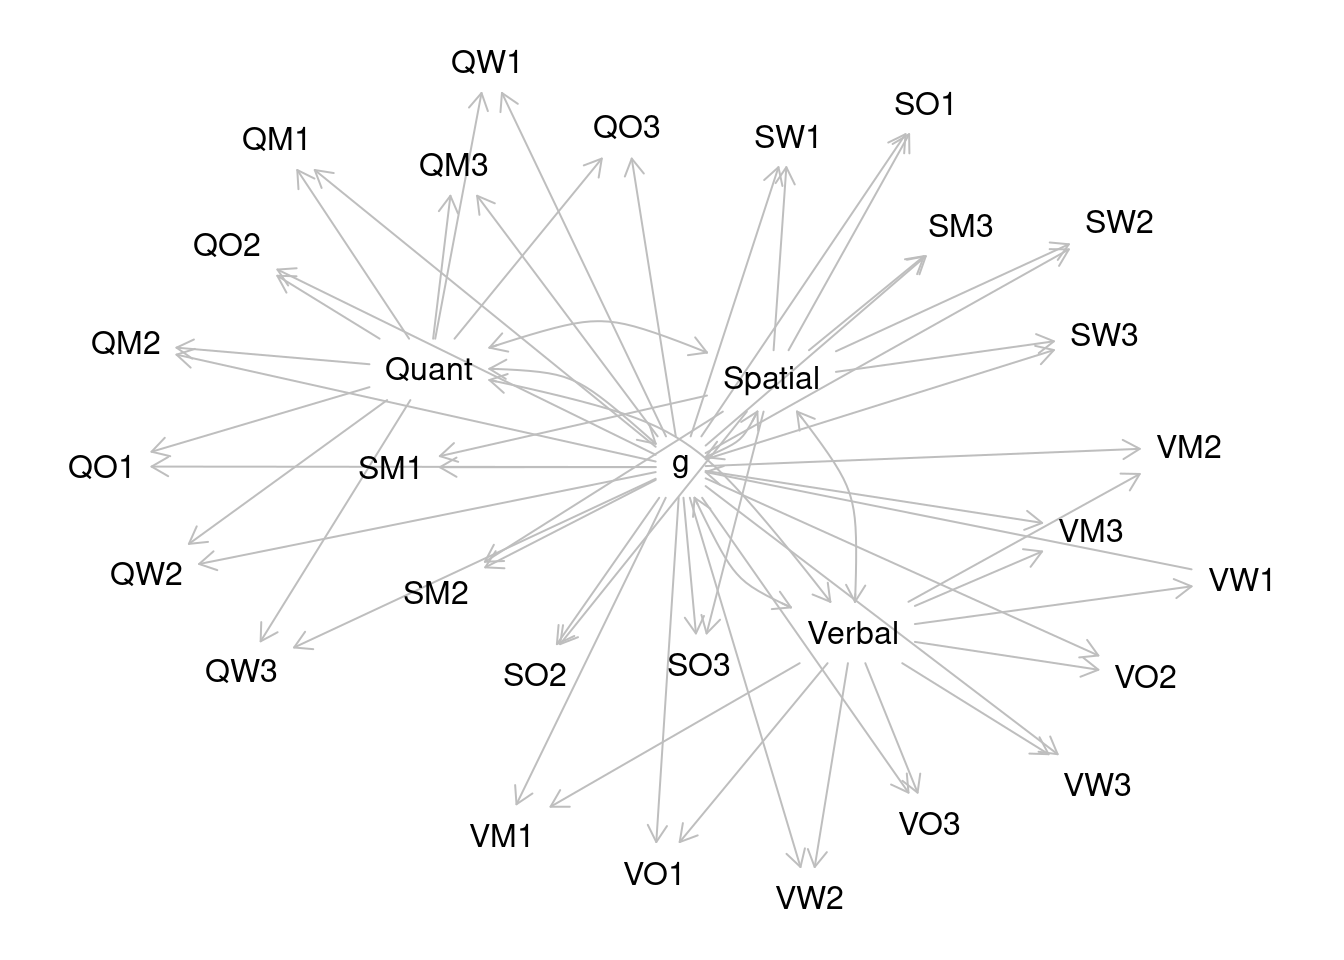 QW1
SO1
QO3
QM1
SW1
QM3
SW2
SM3
QO2
SW3
QM2
Quant
Spatial
VM2
g
QO1
SM1
VM3
QW2
VW1
SM2
Verbal
SO3
QW3
SO2
VO2
VW3
VO3
VM1
VO1
VW2